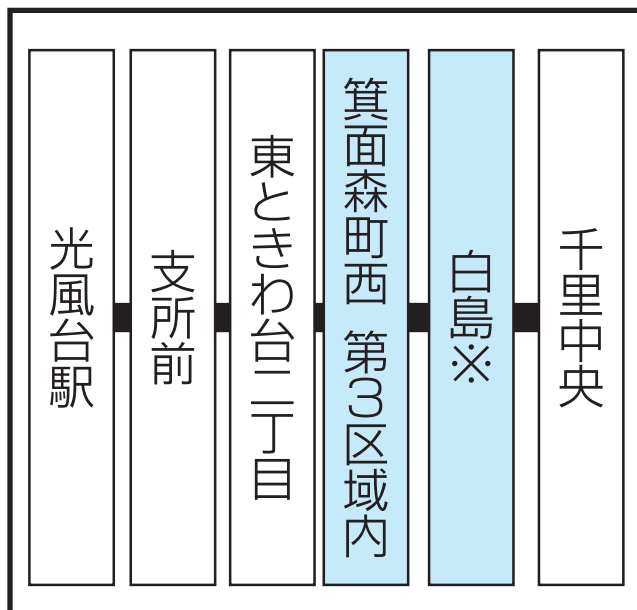 光風台駅
支所前
東ときわ台二丁目
箕面森町西 第3区域内
白島※
千里中央